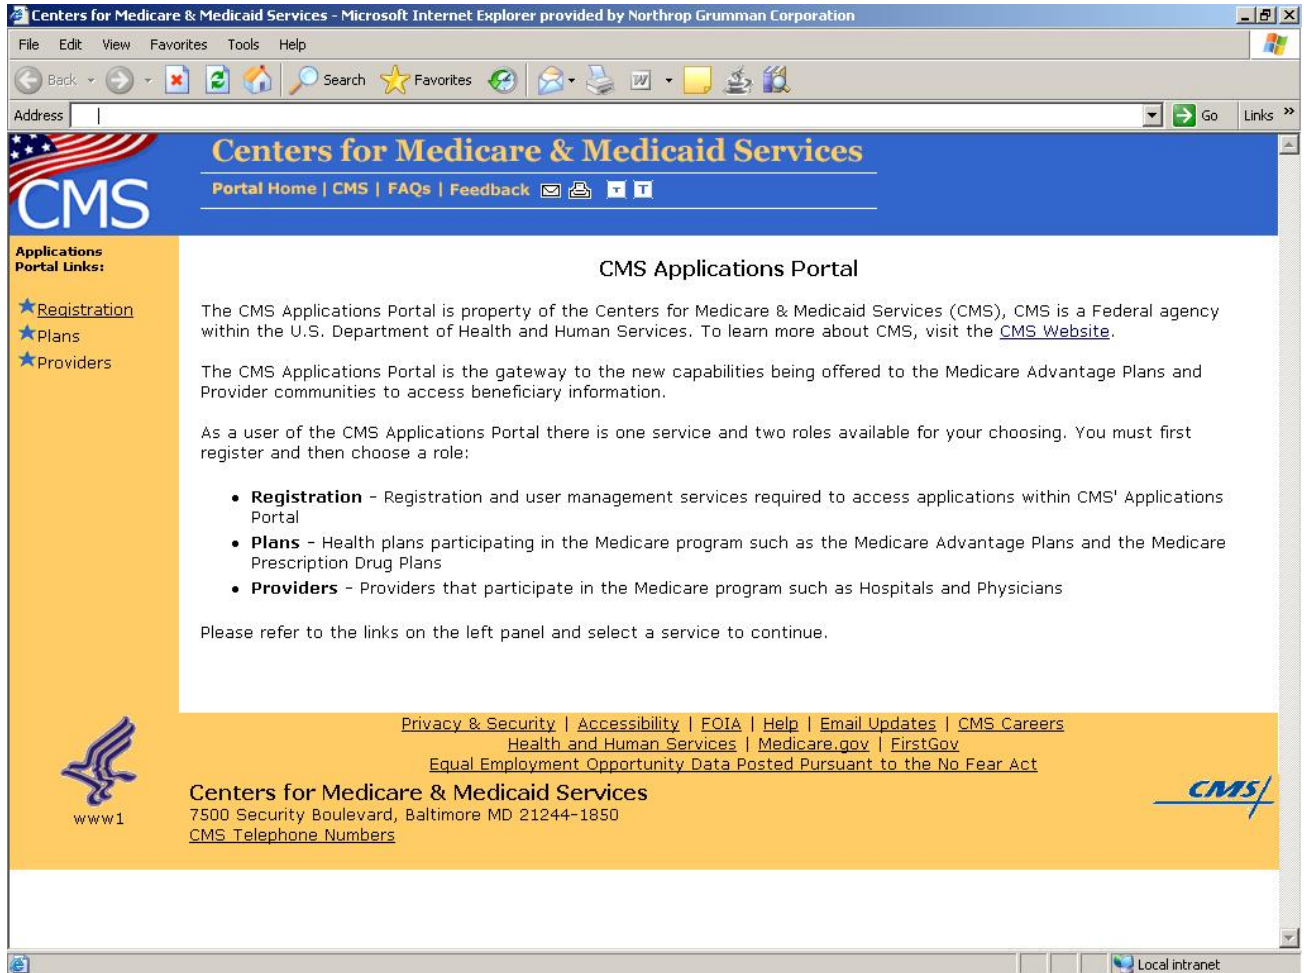 Centers for Medicare & Medicaid Services - Microsoft Internet Explorer provided by Northrop Grumman Corporation
File Edit View Favorites Tools Help
Back Search Favorites
Address Go Links »
CMS
Centers for Medicare & Medicaid Services
Portal Home | CMS | FAQs | Feedback T T
Applications
Portal Links:
Registration
Plans
Providers
CMS Applications Portal
The CMS Applications Portal is property of the Centers for Medicare & Medicaid Services (CMS), CMS is a Federal agency
within the U.S. Department of Health and Human Services. To learn more about CMS, visit the CMS Website.
The CMS Applications Portal is the gateway to the new capabilities being offered to the Medicare Advantage Plans and
Provider communities to access beneficiary information.
As a user of the CMS Applications Portal there is one service and two roles available for your choosing. You must first
register and then choose a role:
• Registration - Registration and user management services required to access applications within CMS' Applications
Portal
• Plans - Health plans participating in the Medicare program such as the Medicare Advantage Plans and the Medicare
Prescription Drug Plans
• Providers - Providers that participate in the Medicare program such as Hospitals and Physicians
Please refer to the links on the left panel and select a service to continue.
Privacy & Security | Accessibility | FOIA | Help | Email Updates | CMS Careers
Health and Human Services | Medicare.gov | FirstGov
Equal Employment Opportunity Data Posted Pursuant to the No Fear Act
Centers for Medicare & Medicaid Services
7500 Security Boulevard, Baltimore MD 21244-1850
CMS Telephone Numbers
www1
CMS
Local intranet